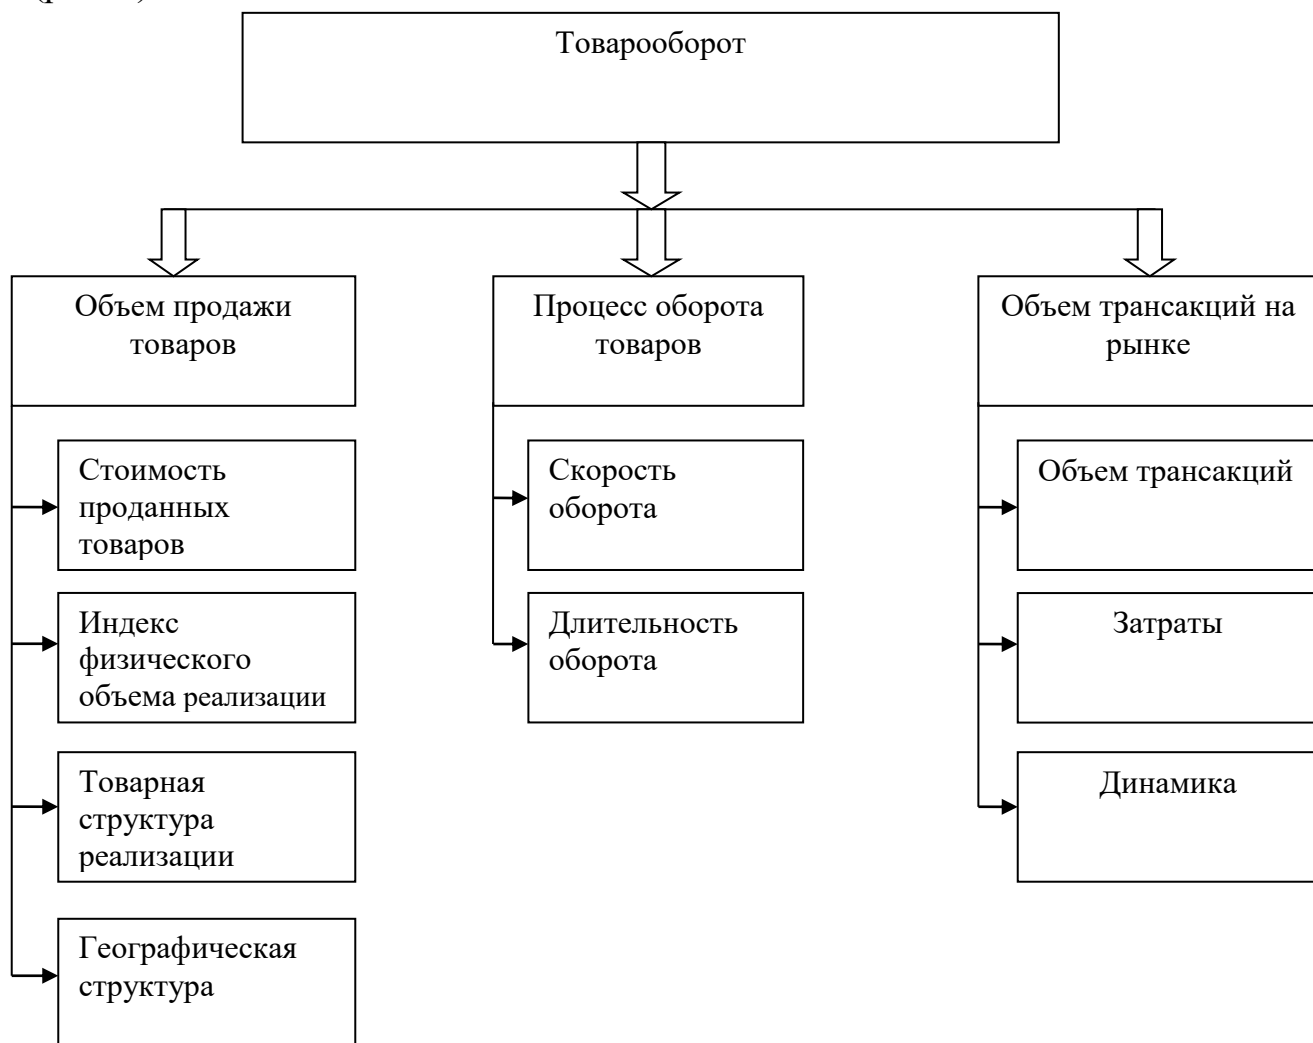 Товарооборот
Объем продажи
товаров
Процесс оборота
товаров
Объем трансакций на
рынке
Стоимость
проданных
товаров
Скорость
оборота
Объем трансакций
Индекс
физического
объема реализации
Длительность
оборота
Затраты
Товарная
структура
реализации
Динамика
Географическая
структура